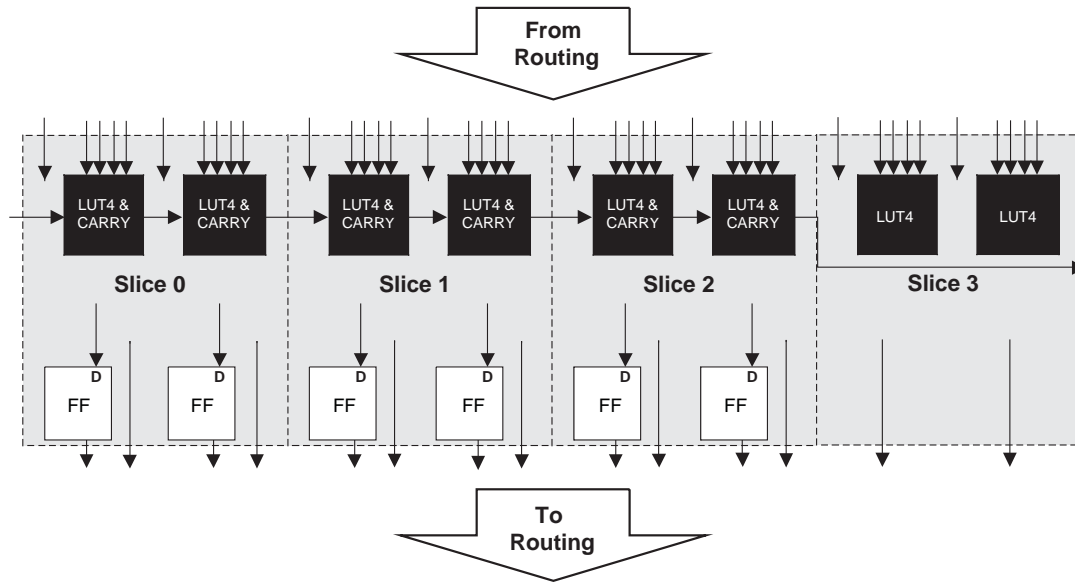 From
Routing
LUT4 &
CARRY
LUT4 &
CARRY
LUT4 &
CARRY
LUT4 &
CARRY
LUT4 &
CARRY
LUT4 &
CARRY
LUT4
LUT4
Slice 0
Slice 1
Slice 2
Slice 3
D
FF
D
FF
D
FF
D
FF
D
FF
D
FF
To
Routing